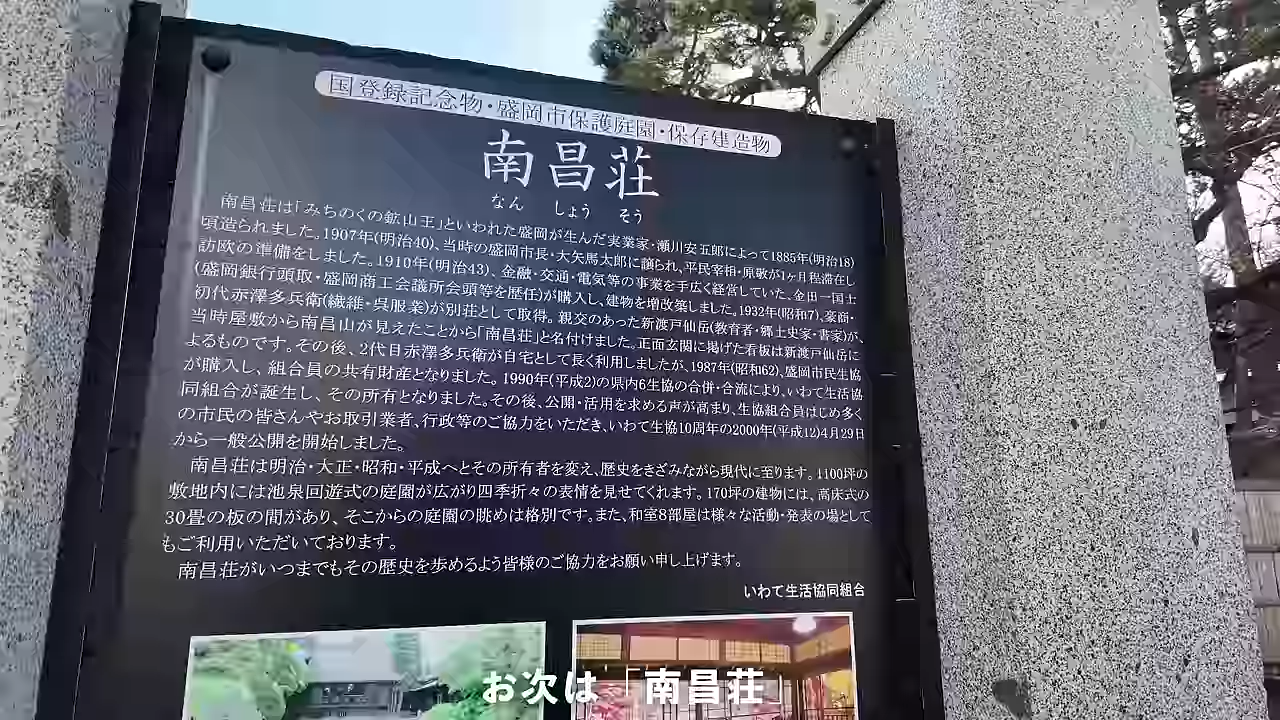 国登録記念物・盛岡市保護庭園・保存建造物
南昌荘
なん しょう そう
南昌荘は「みちのくの鉱山王」といわれた盛岡が生んだ実業家・瀬川安五郎によって1885年(明治18)
頃造られました。1907年(明治40)、当時の盛岡市長・大矢馬太郎に譲られ、平民宰相・原敬が1ヶ月程滞在し
訪欧の準備をしました。1910年(明治43)、金融・交通・電気等の事業を手広く経営していた、金田一国士
(盛岡銀行頭取・盛岡商工会議所会頭等を歴任)が購入し、建物を増改築しました。1932年(昭和7)、薬商・
初代赤澤多兵衛(繊維・呉服業)が別荘として取得。親交のあった新渡戸仙岳(教育者・郷土史家・書家)が、
当時屋敷から南昌山が見えたことから「南昌荘」と名付けました。正面玄関に掲げた看板は新渡戸仙岳に
よるものです。その後、2代目赤澤多兵衛が自宅として長く利用しましたが、1987年(昭和62)、盛岡市民生協
が購入し、組合員の共有財産となりました。1990年(平成2)の県内6生協の合併・合流により、いわて生活協
同組合が誕生し、その所有となりました。その後、公開・活用を求める声が高まり、生協組合員はじめ多く
の市民の皆さんやお取引業者、行政等のご協力をいただき、いわて生協10周年の2000年(平成12)4月29日
から一般公開を開始しました。
南昌荘は明治・大正・昭和・平成へとその所有者を変え、歴史をきざみながら現代に至ります。1100坪の
敷地内には池泉回遊式の庭園が広がり四季折々の表情を見せてくれます。170坪の建物には、高床式の
30畳の板の間があり、そこからの庭園の眺めは格別です。また、和室8部屋は様々な活動・発表の場として
もご利用いただいております。
南昌荘がいつまでもその歴史を歩めるよう皆様のご協力をお願い申し上げます。
いわて生活協同組合
お次は「南昌荘」